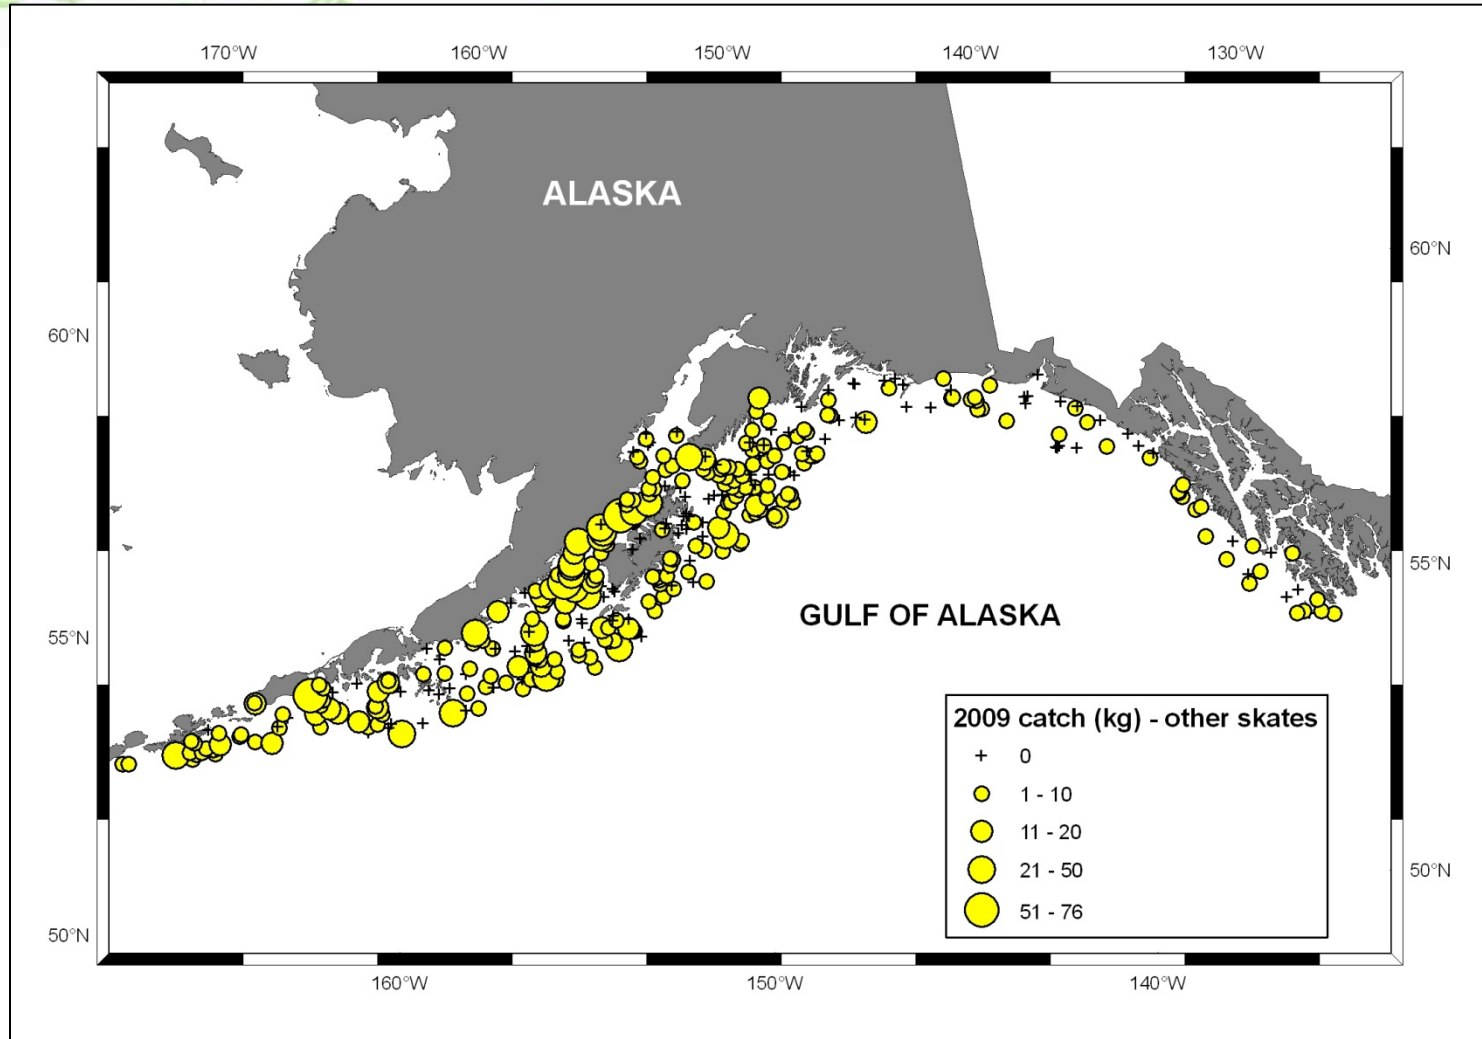 170°W 160°W 150°W 140°W 130°W
ALASKA
60°N
60°N
55°N
GULF OF ALASKA
55°N
2009 catch (kg) - other skates
0
1 - 10
11 - 20
21 - 50
51 - 76
50°N
50°N
160°W 150°W 140°W